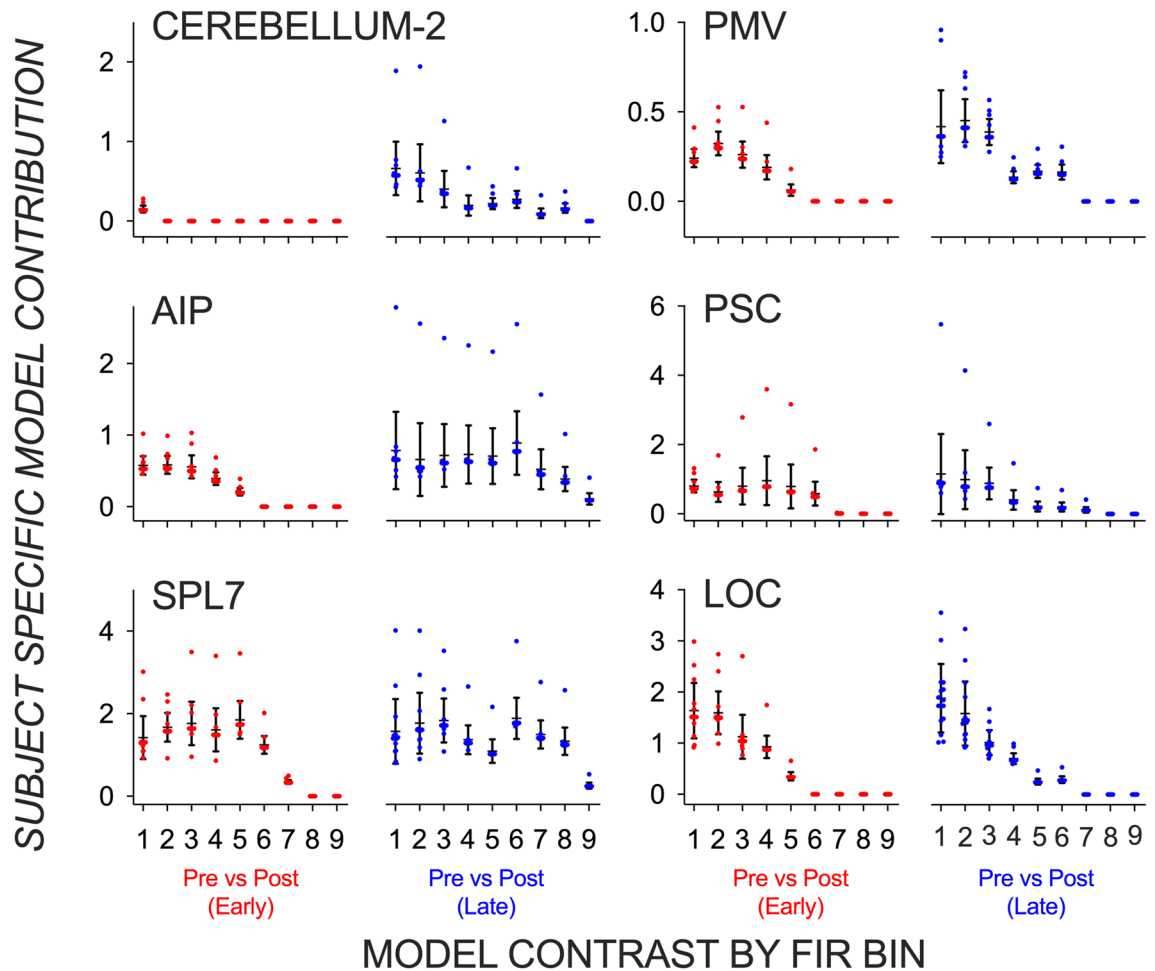 SUBJECT SPECIFIC MODEL CONTRIBUTION
CEREBELLUM-2
2
1
0
PMV
1.0
0.5
0.0
AIP
2
1
0
PSC
6
4
2
0
SPL7
4
2
0
LOC
4
3
2
1
0
1 2 3 4 5 6 7 8 9
1 2 3 4 5 6 7 8 9
1 2 3 4 5 6 7 8 9
1 2 3 4 5 6 7 8 9
Pre vs Post
(Early)
Pre vs Post
(Late)
Pre vs Post
(Early)
Pre vs Post
(Late)
MODEL CONTRAST BY FIR BIN